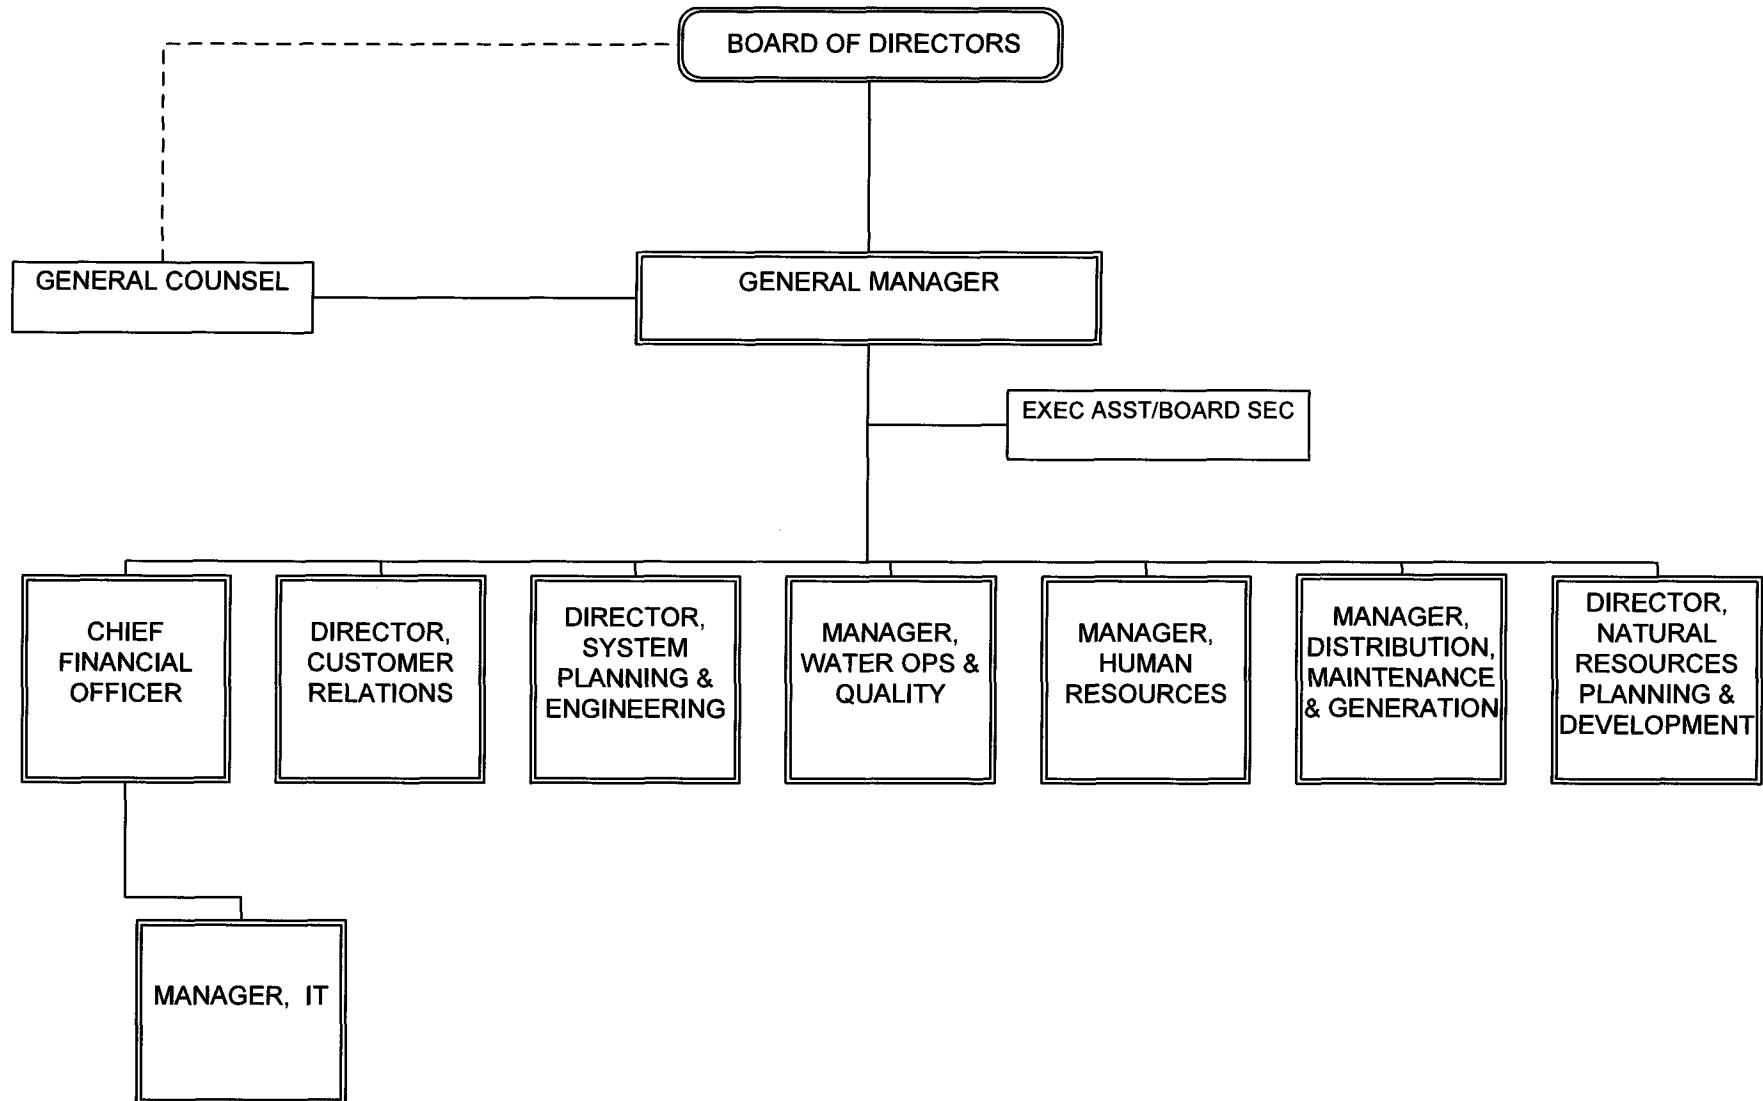 BOARD OF DIRECTORS
GENERAL COUNSEL
GENERAL MANAGER
EXEC ASST/BOARD SEC
CHIEF
FINANCIAL
OFFICER
DIRECTOR,
CUSTOMER
RELATIONS
DIRECTOR,
SYSTEM
PLANNING &
ENGINEERING
MANAGER,
WATER OPS &
QUALITY
MANAGER,
HUMAN
RESOURCES
MANAGER,
DISTRIBUTION,
MAINTENANCE
& GENERATION
DIRECTOR,
NATURAL
RESOURCES
PLANNING &
DEVELOPMENT
MANAGER, IT